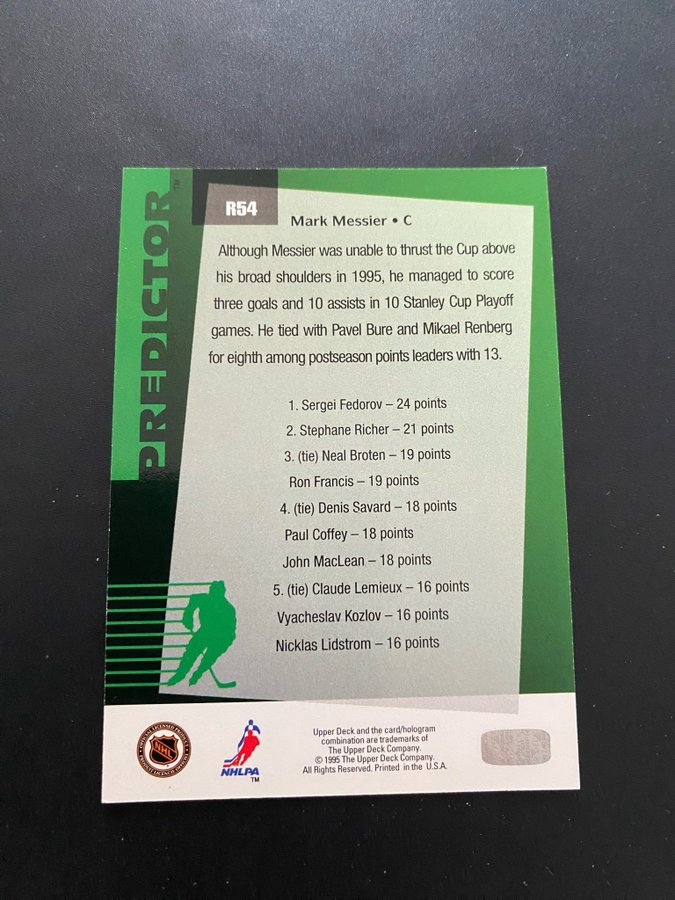 PREDICTOR™
R54
Mark Messier • C
Although Messier was unable to thrust the Cup above
his broad shoulders in 1995, he managed to score
three goals and 10 assists in 10 Stanley Cup Playoff
games. He tied with Pavel Bure and Mikael Renberg
for eighth among postseason points leaders with 13.
1. Sergei Fedorov – 24 points
2. Stephane Richer – 21 points
3. (tie) Neal Broten – 19 points
Ron Francis – 19 points
4. (tie) Denis Savard – 18 points
Paul Coffey – 18 points
John MacLean – 18 points
5. (tie) Claude Lemieux – 16 points
Vyacheslav Kozlov – 16 points
Nicklas Lidstrom – 16 points
NHL
NHLPA
™
Upper Deck and the card/hologram
combination are trademarks of
The Upper Deck Company.
© 1995 The Upper Deck Company.
All Rights Reserved. Printed in the U.S.A.